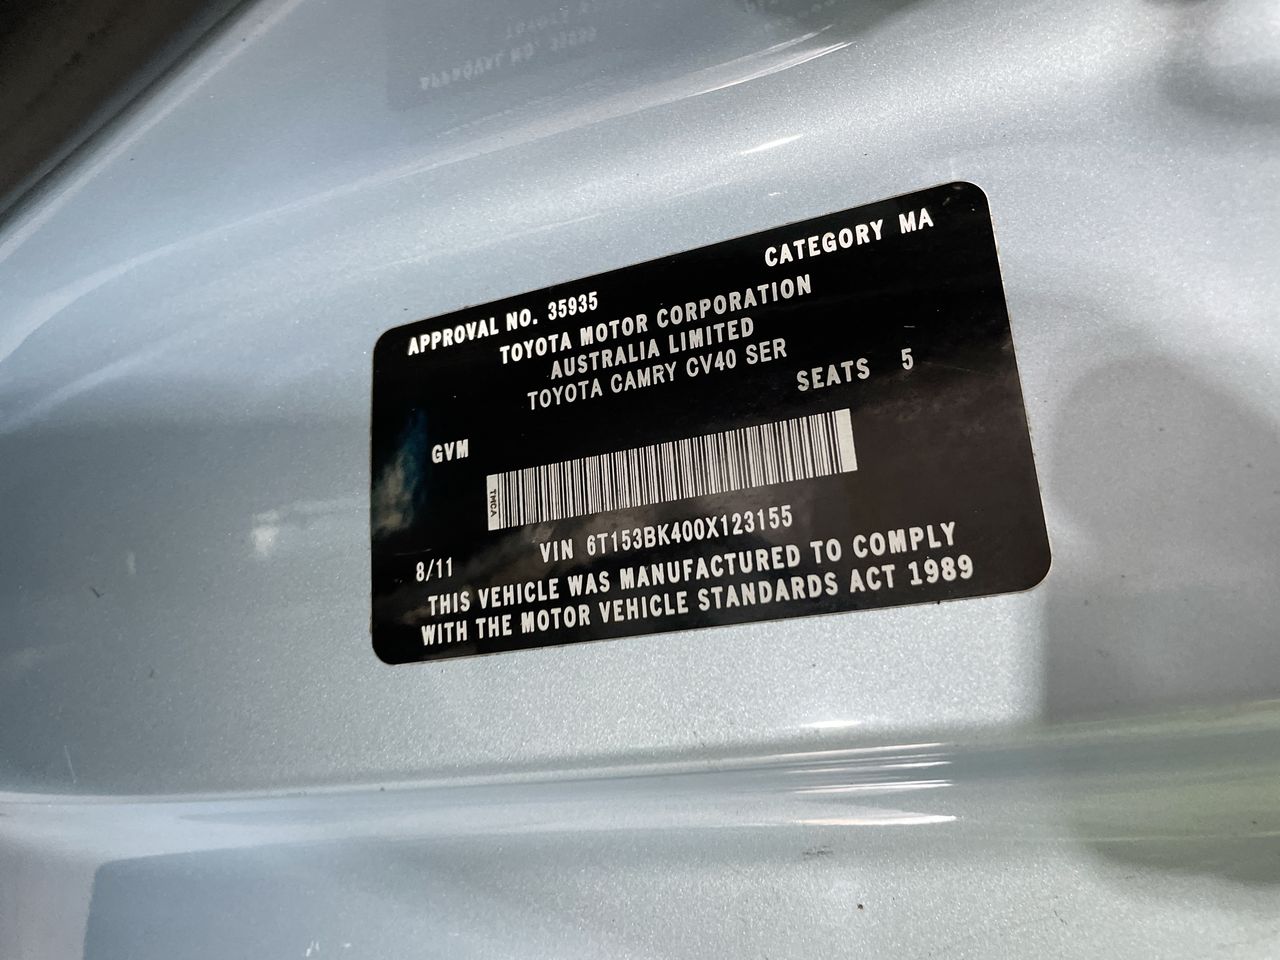 APPROVAL NO. 35935 CATEGORY MA
TOYOTA MOTOR CORPORATION
AUSTRALIA LIMITED
TOYOTA CAMRY CV40 SER
SEATS 5
GVM
TMCA
VIN 6T153BK400X123155
8/11
THIS VEHICLE WAS MANUFACTURED TO COMPLY
WITH THE MOTOR VEHICLE STANDARDS ACT 1989